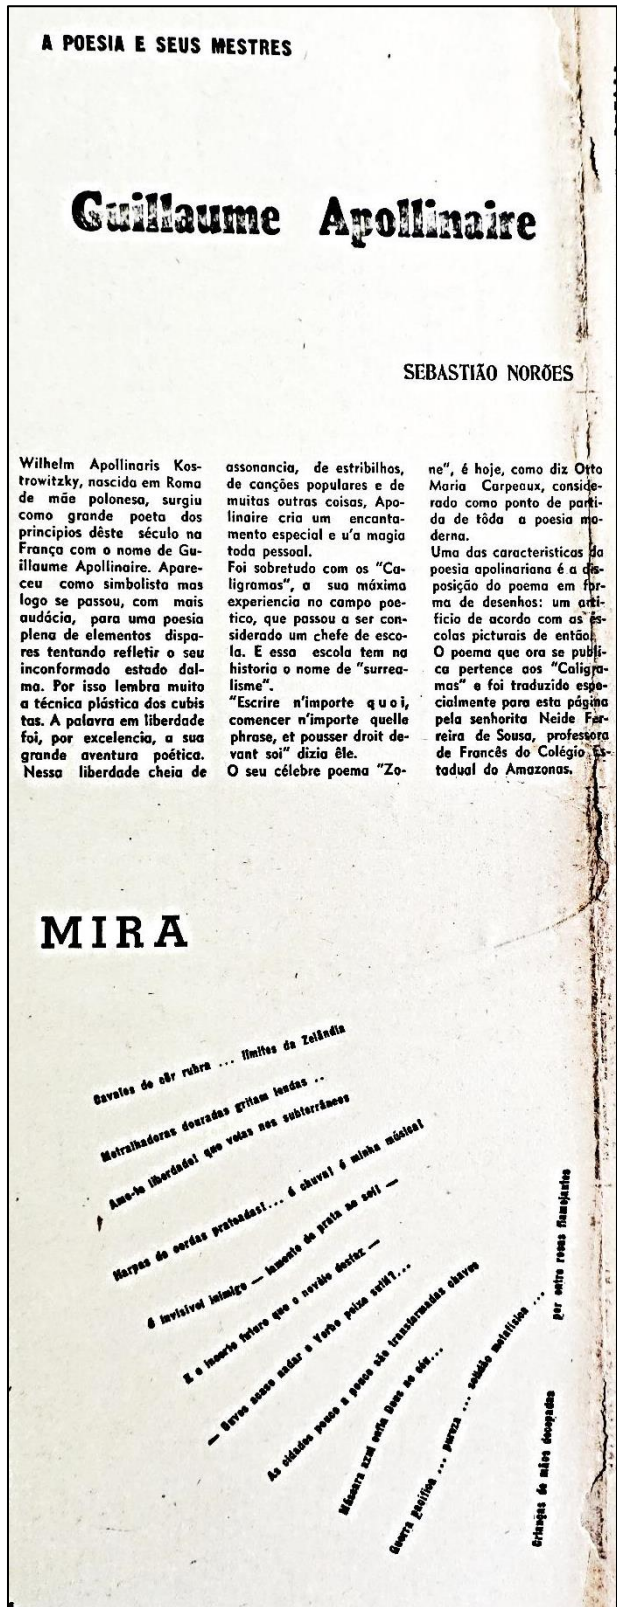 A POESIA E SEUS MESTRES
Guillaume Apollinaire
SEBASTIÃO NORÕES
Wilhelm Apollinaris Kos-
trowitzky, nascida em Roma
de mãe polonesa, surgiu
como grande poeta dos
principios dêste século na
França com o nome de Gu-
illaume Apollinaire. Apare-
ceu como simbolista mas
logo se passou, com mais
audácia, para uma poesia
plena de elementos dispa-
res tentando refletir o seu
inconformado estado dal-
ma. Por isso lembra muito
a técnica plástica dos cubis
tas. A palavra em liberdade
foi, por excelencia, a sua
grande aventura poética.
Nessa liberdade cheia de
assonancia, de estribilhos,
de canções populares e de
muitas outras coisas, Apo-
linaire cria um encanta-
mento especial e u'a magia
toda pessoal.
Foi sobretudo com os "Ca-
ligramas", a sua máxima
experiencia no campo poe-
tico, que passou a ser con-
siderado um chefe de esco-
la. E essa escola tem na
historia o nome de "surrea-
lisme".
"Escrire n'importe quoi,
comencer n'importe quelle
phrase, et pousser droit de-
vant soi" dizia êle.
O seu célebre poema "Zo-
ne", é hoje, como diz Otto
Maria Carpeaux, conside-
rado como ponto de parti-
da de tôda a poesia mo-
derna.
Uma das caracteristicas da
poesia apolinariana é a dis-
posição do poema em for-
ma de desenhos: um arti-
ficio de acordo com as es-
colas picturais de então.
O poema que ora se publi-
ca pertence aos "Caligra-
mas" e foi traduzido espe-
cialmente para esta página
pela senhorita Neide Fer-
reira de Sousa, professora
de Francês do Colégio Es-
tadual do Amazonas.
MIRA
Cavalos de côr rubra ... limites da Zelândia
Metralhadoras douradas gritam lendas ..
Amo-te liberdade! que velas nos subterrâneos
Harpas de cordas prateadas!... ó chuva! ó minha música!
ó invisível inimigo — lamento de prata ao sol! —
E o incerto futuro que o desfaz —
— Ouves acaso nadar o Verbo peixe sutil?...
As cidades pouco a pouco são transformadas chaves
Máscara azul Deus no céu...
Guerra pacífica ... pureza ... solidão metafísica ...
Crianças de mãos decepadas por entre rosas flamejantes